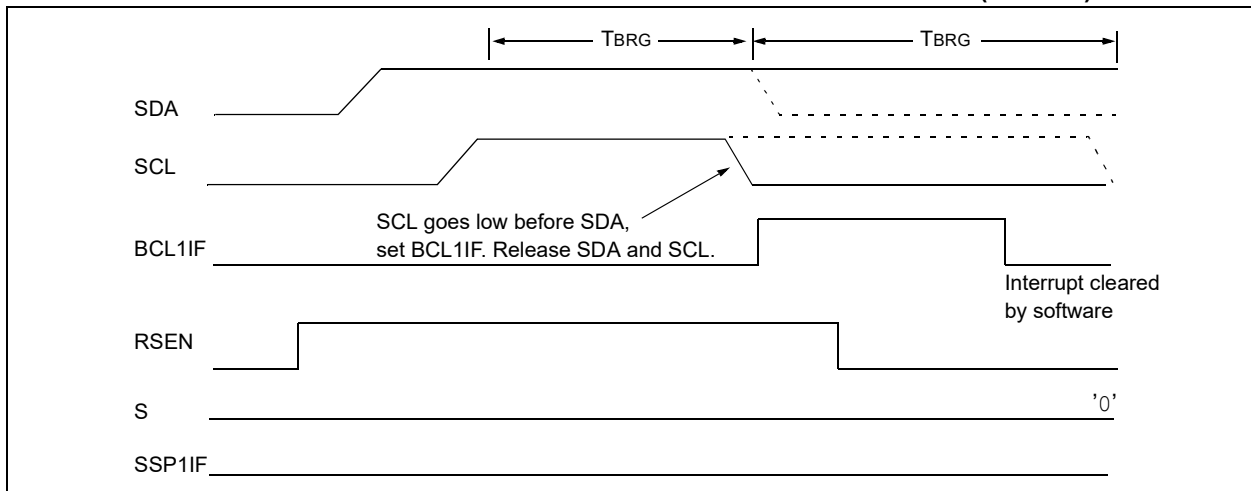 TBRG TBRG
SDA
SCL
SCL goes low before SDA,
set BCL1IF. Release SDA and SCL.
BCL1IF
Interrupt cleared
by software
RSEN
S
'0'
SSP1IF